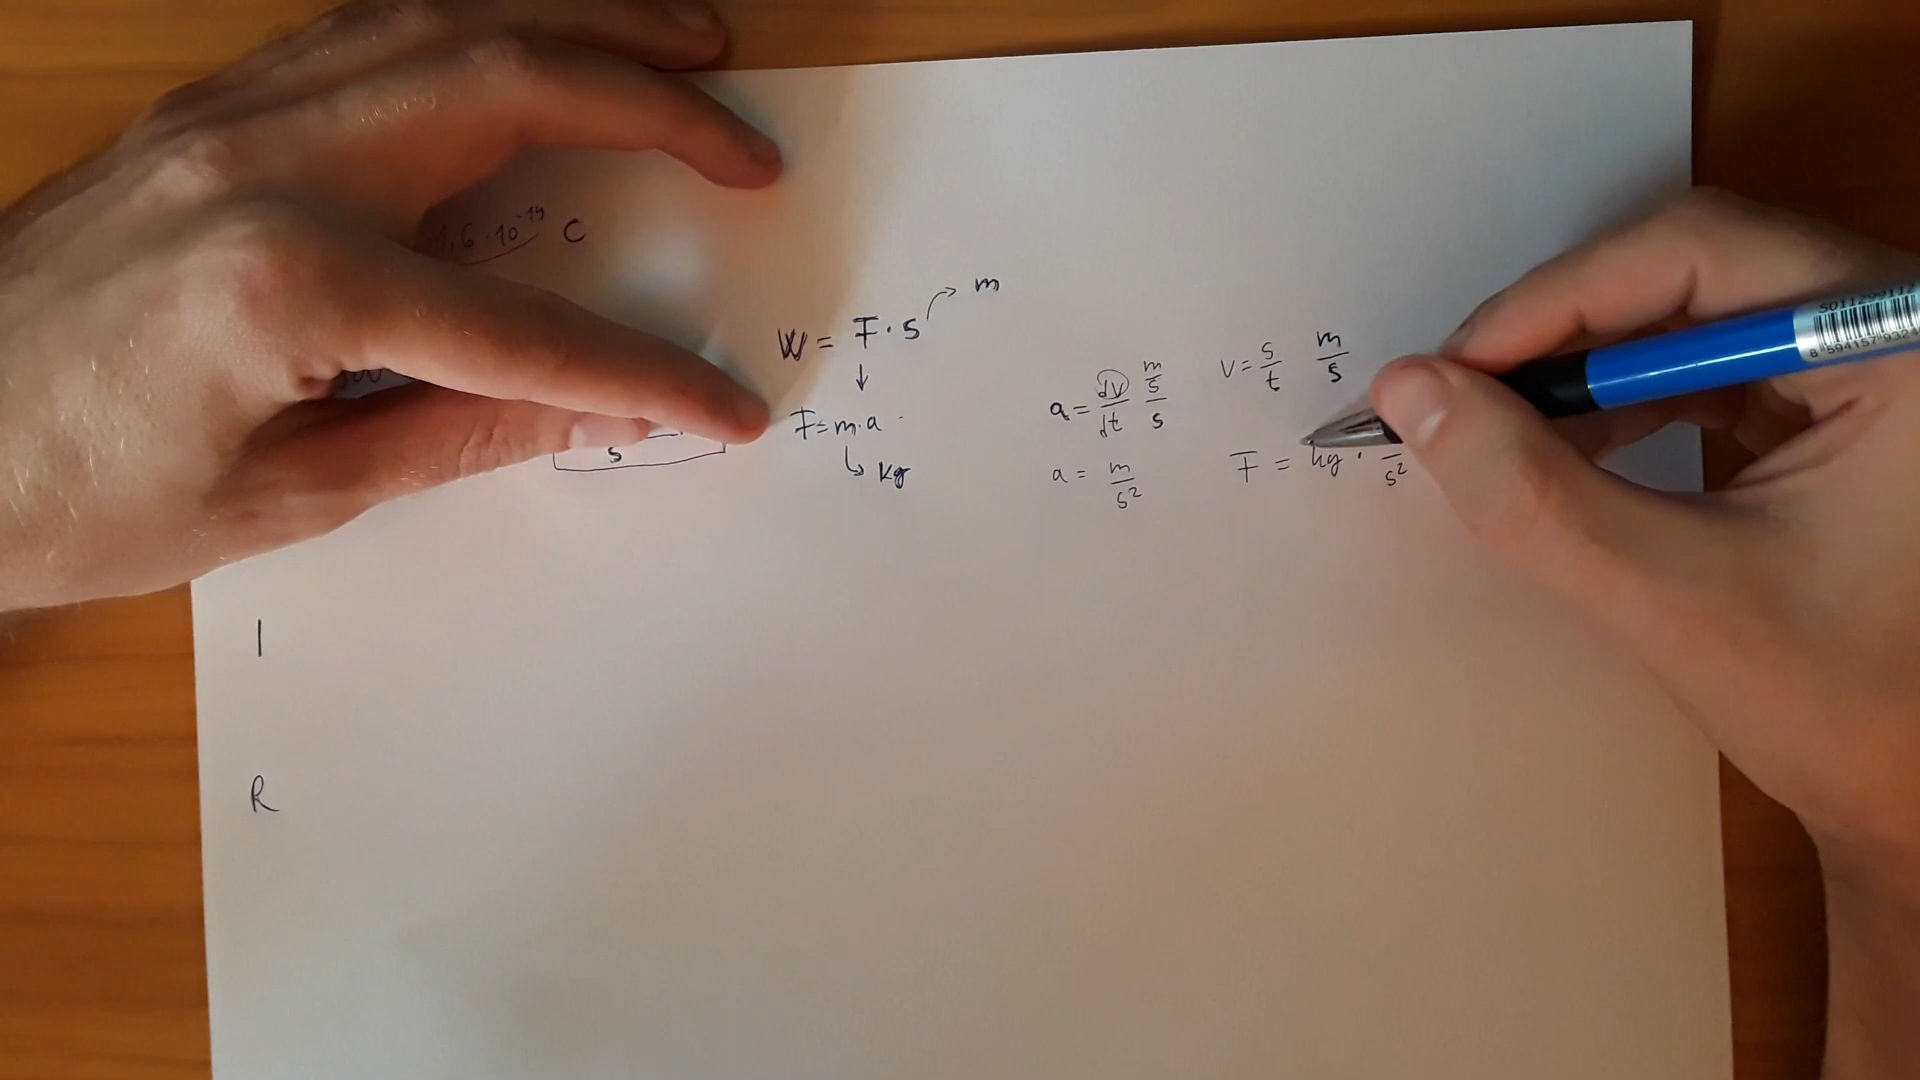 1,6 · 10^-19 C
W = F · s → m
↓
F = m · a
↳ kg
s
a = dv/dt m/s/s
a = m/s²
v = s/t m/s
F = kg · /s²
I
R